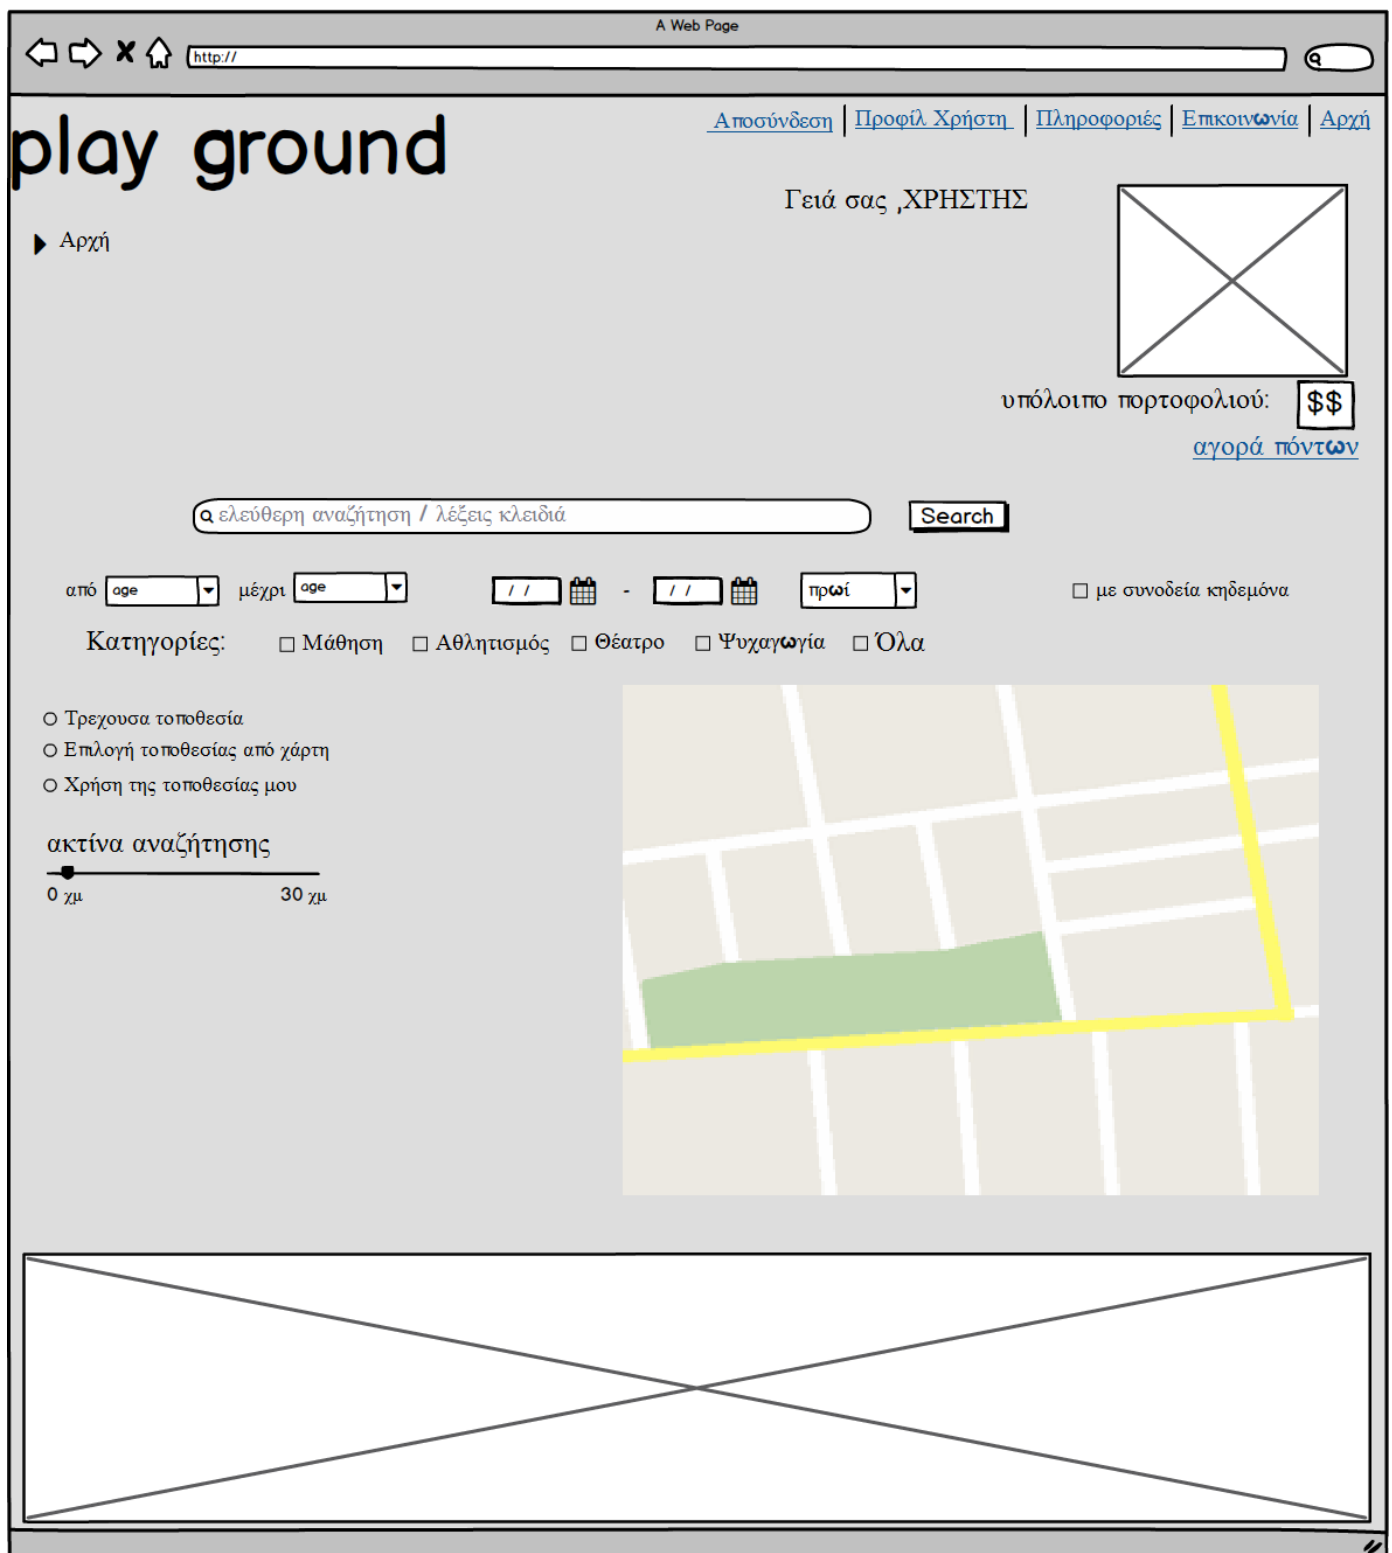 A Web Page
http://
play ground
Αποσύνδεση | Προφίλ Χρήστη | Πληροφοριές | Επικοινωνία | Αρχή
Γειά σας ,ΧΡΗΣΤΗΣ
Αρχή
υπόλοιπο πορτοφολιού: $$
αγορά πόντων
ελεύθερη αναζήτηση / λέξεις κλειδιά Search
από age μέχρι age / / - / / πρωί με συνοδεία κηδεμόνα
Κατηγορίες: Μάθηση Αθλητισμός Θέατρο Ψυχαγωγία Όλα
Τρεχουσα τοποθεσία
Επιλογή τοποθεσίας από χάρτη
Χρήση της τοποθεσίας μου
ακτίνα αναζήτησης
0 χμ 30 χμ